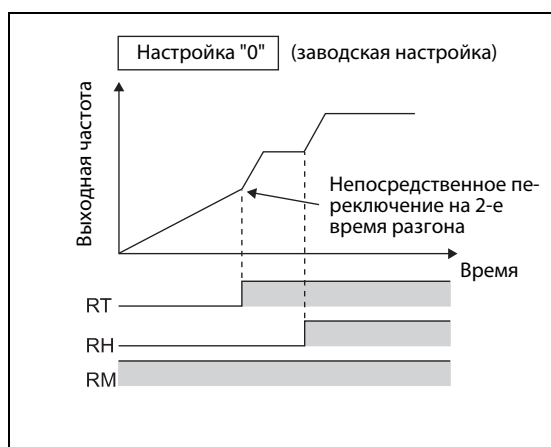 Настройка "0" (заводская настройка)
Выходная частота
Непосредственное пе-
реключение на 2-е
время разгона
Время
RT
RH
RM